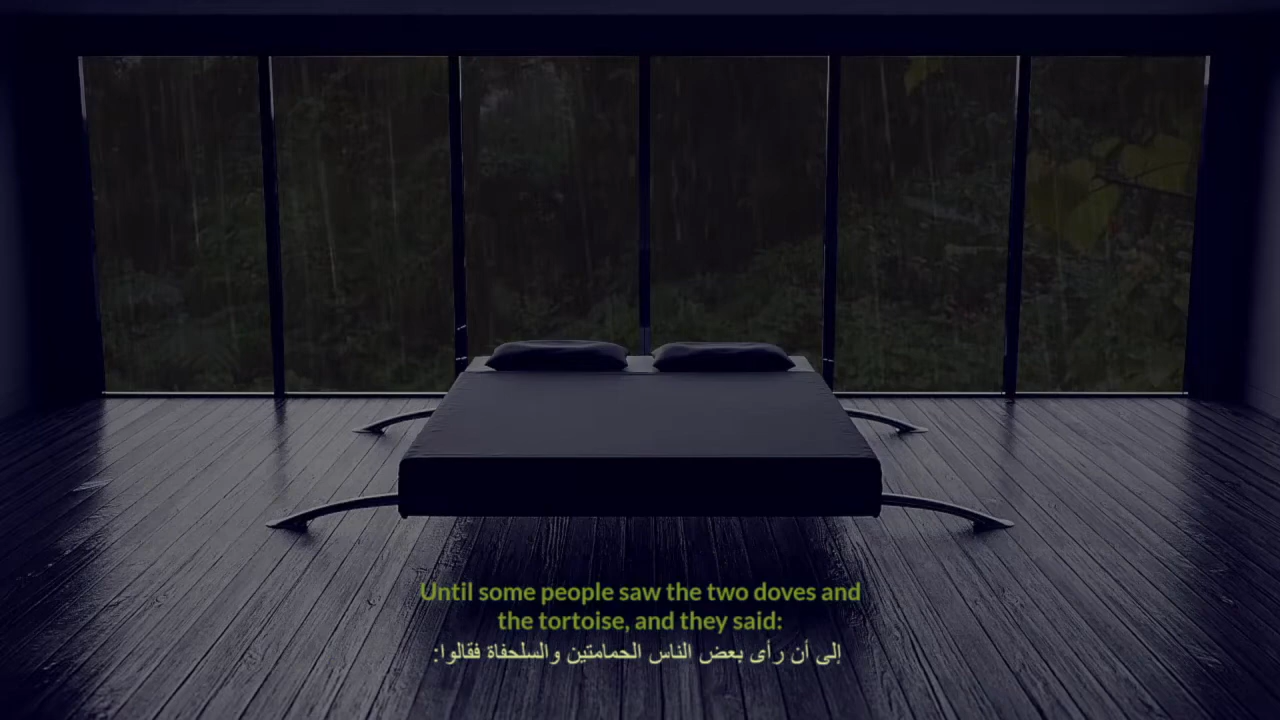 Until some people saw the two doves and
the tortoise, and they said:
إلى أن رأى بعض الناس الحمامتين والسلحفاة فقالوا: